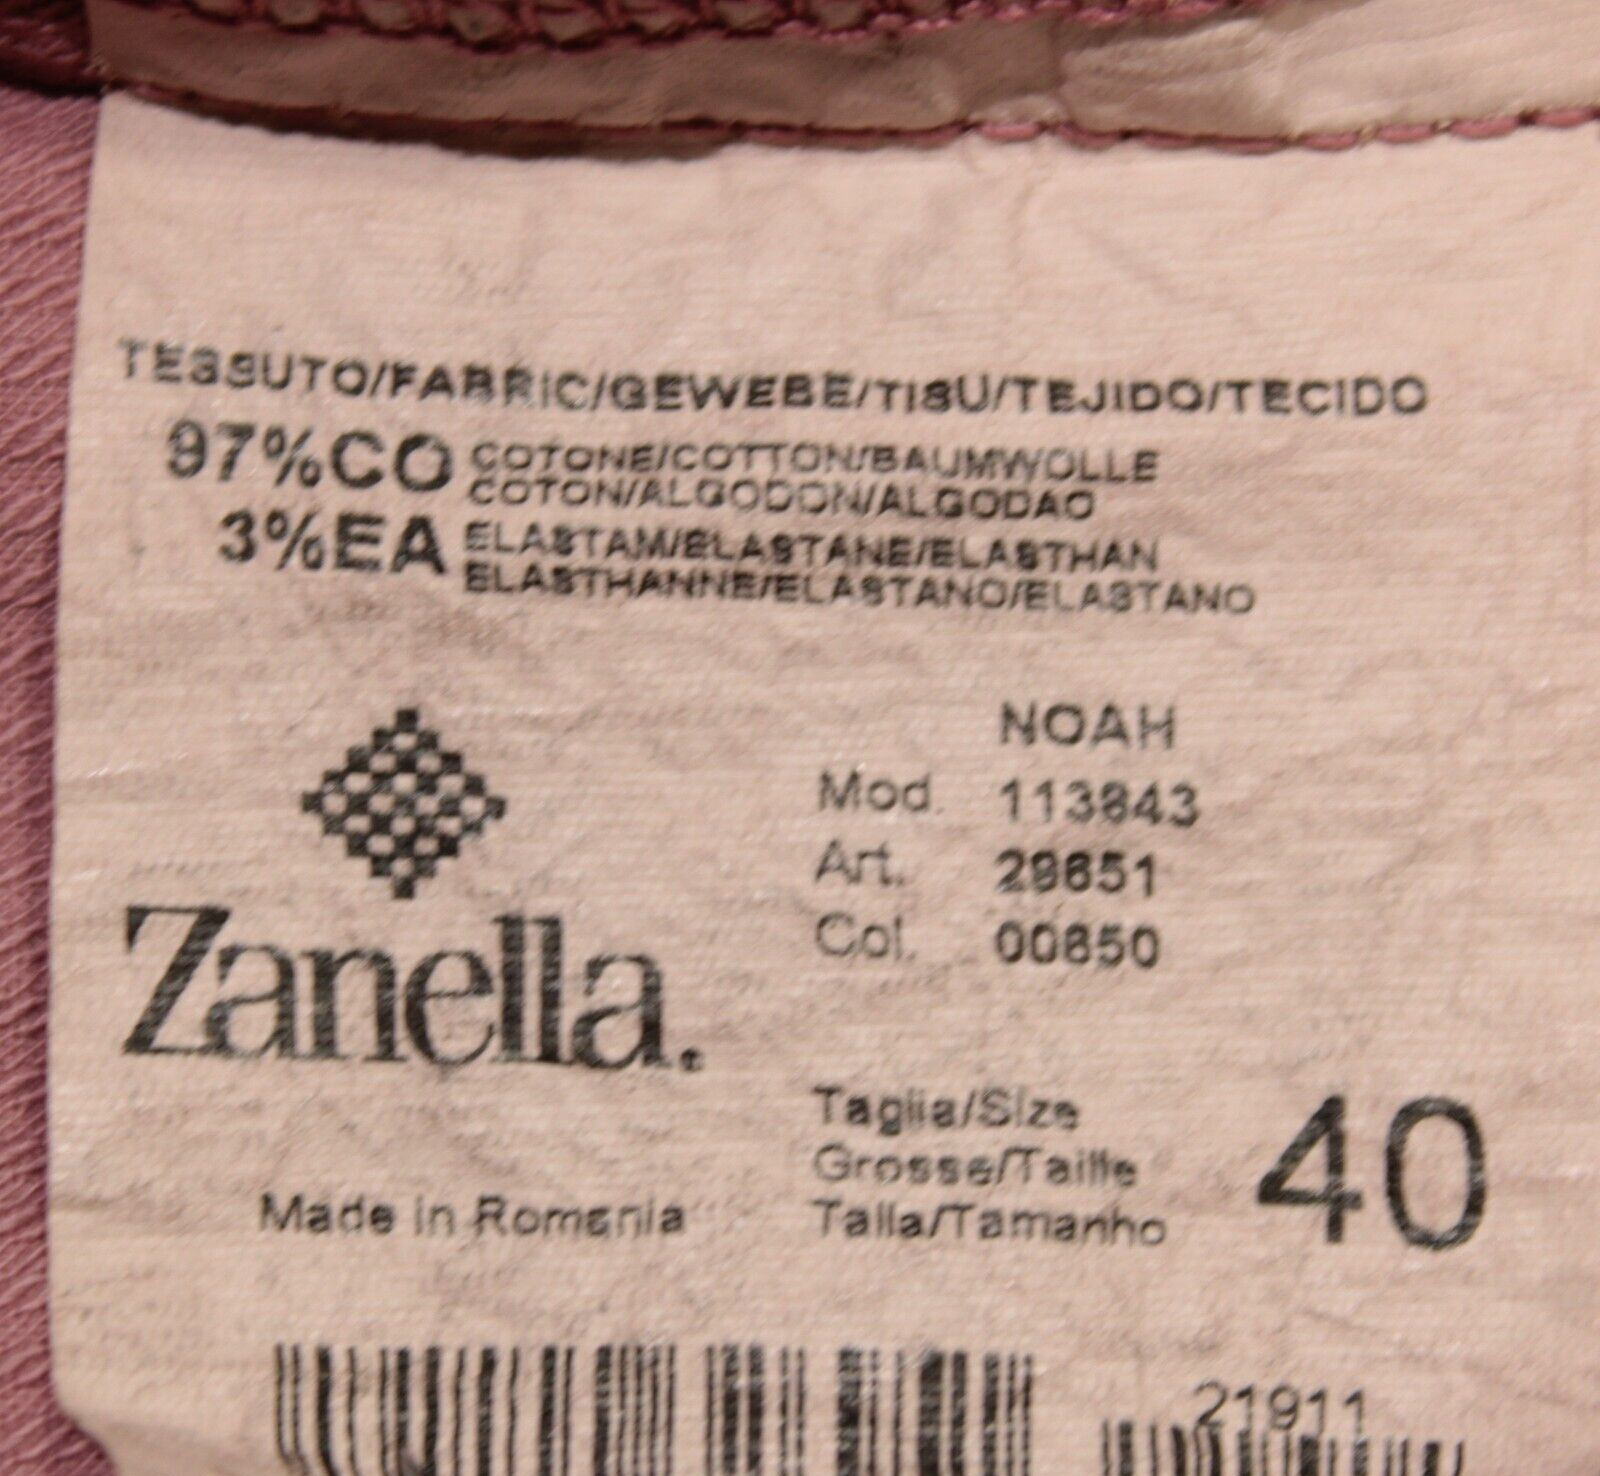 TESSUTO/FABRIC/GEWEBE/TISU/TEJIDO/TECIDO
97%CO COTONE/COTTON/BAUMWOLLE
COTON/ALGODON/ALGODAO
3%EA ELASTAM/ELASTANE/ELASTHAN
ELASTHANNE/ELASTANO/ELASTANO
NOAH
Mod. 113843
Art. 29651
Col. 00650
Zanella.
Taglia/Size
Grosse/Taille
Talla/Tamanho
40
Made in Romania
21911